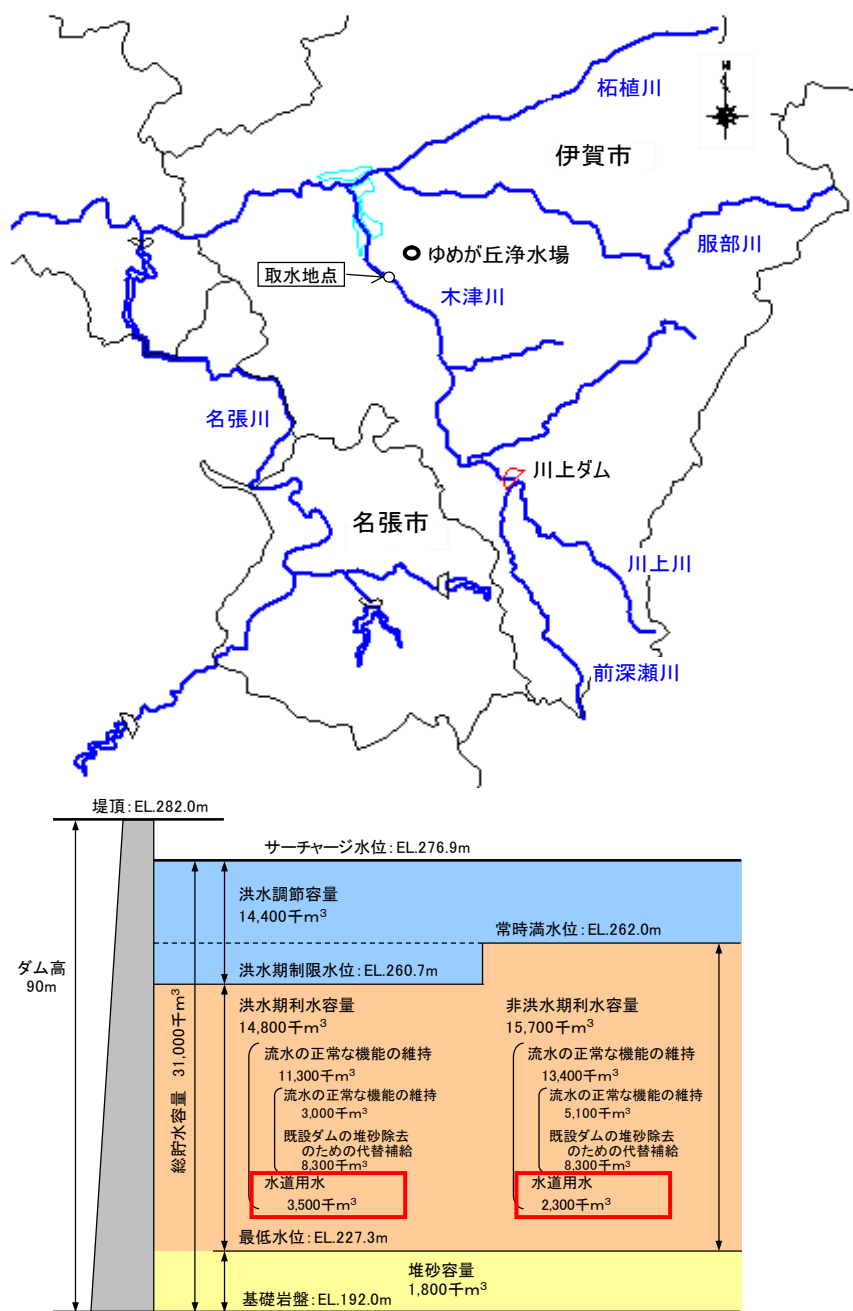 柘植川
N
伊賀市
服部川
ゆめが丘浄水場
取水地点
木津川
名張川
川上ダム
名張市
川上川
前深瀬川
堤頂:EL.282.0m
サーチャージ水位:EL.276.9m
洪水調節容量
14,400千m³
常時満水位:EL.262.0m
ダム高
90m
洪水期制限水位:EL.260.7m
総貯水容量 31,000千m³
洪水期利水容量
14,800千m³
流水の正常な機能の維持
11,300千m³
流水の正常な機能の維持
3,000千m³
既設ダムの堆砂除去
のための代替補給
8,300千m³
水道用水
3,500千m³
非洪水期利水容量
15,700千m³
流水の正常な機能の維持
13,400千m³
流水の正常な機能の維持
5,100千m³
既設ダムの堆砂除去
のための代替補給
8,300千m³
水道用水
2,300千m³
最低水位:EL.227.3m
堆砂容量
1,800千m³
基礎岩盤:EL.192.0m